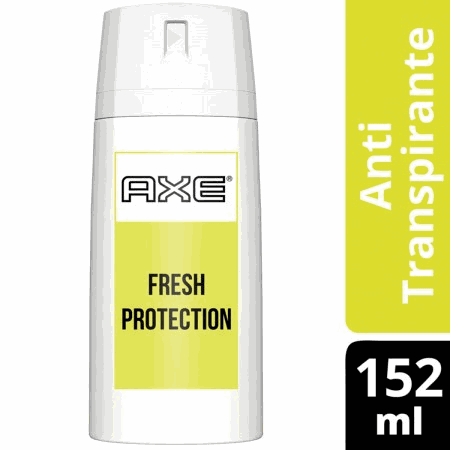 AXE®
FRESH
PROTECTION
Anti
Transpirante
152
ml